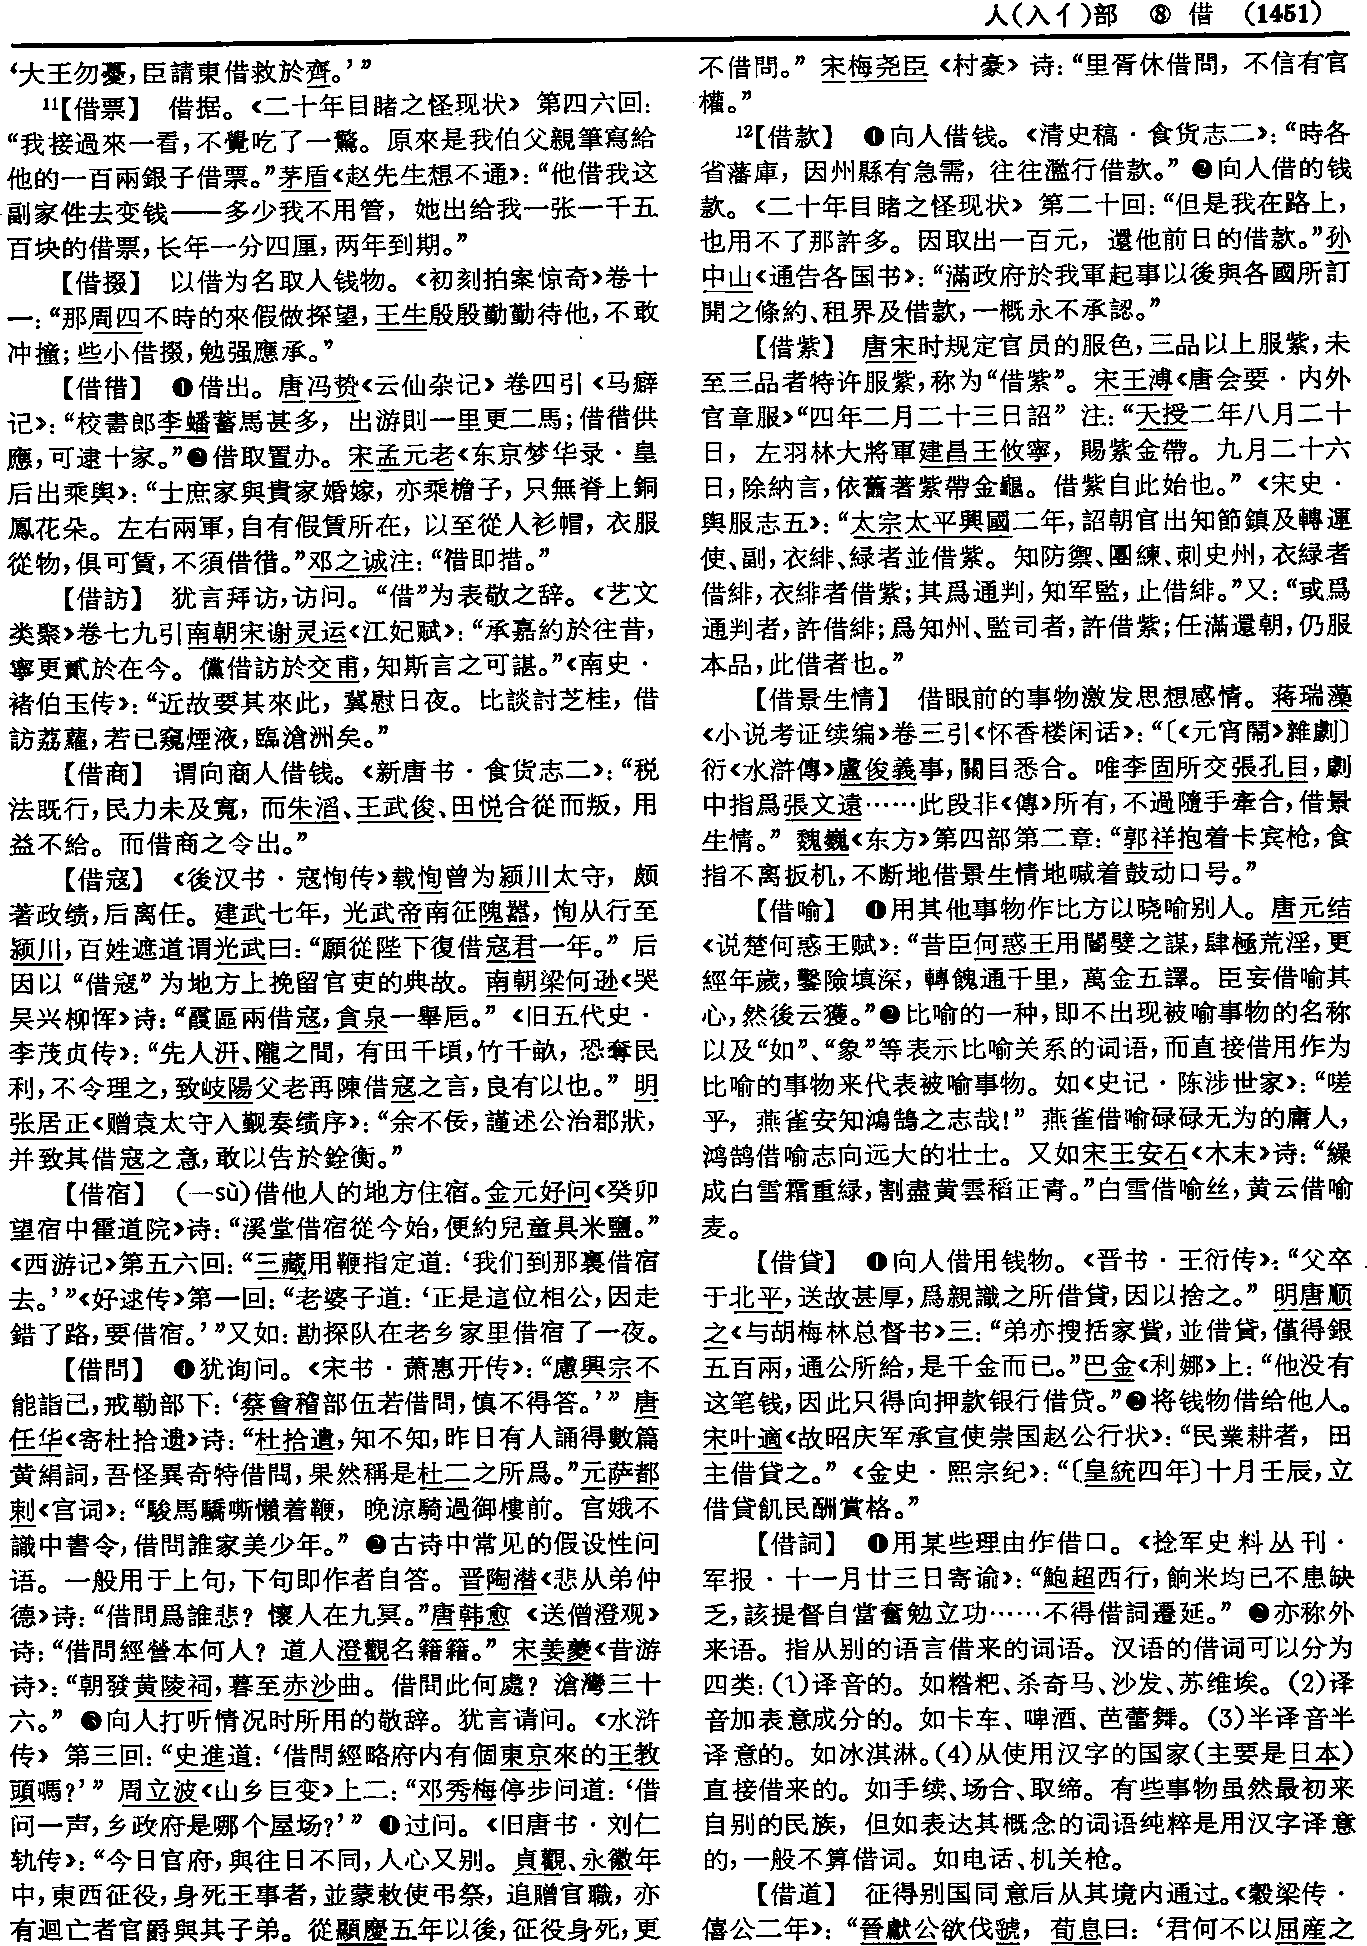 人(入亻)部 ⑧ 借 (1451)
‘大王勿憂，臣請東借救於齊。’”
11【借票】 借据。《二十年目睹之怪现状》第四六回：
“我接過來一看，不覺吃了一驚。原來是我伯父親筆寫給
他的一百兩銀子借票。”茅盾《赵先生想不通》：“他借我这
副家性去变钱——多少我不用管，她出给我一张一千五
百块的借票，长年一分四厘，两年到期。”
【借掇】 以借为名取人钱物。《初刻拍案惊奇》卷十
一：“那周四不時的來假做探望，王生殷殷勤勤待他，不敢
冲撞；些小借掇，勉强應承。”
【借徣】 ❶借出。唐冯贽《云仙杂记》卷四引《马癖
记》：“校書郎李蟠蓄馬甚多，出游則一里更二馬；借徣供
應，可逮十家。”❷借取置办。宋孟元老《东京梦华录·皇
后出乘舆》：“士庶家與貴家婚嫁，亦乘檐子，只無脊上銅
鳳花朵。左右兩軍，自有假賃所在，以至從人衫帽，衣服
從物，俱可賃，不須借徣。”邓之诚注：“徣即措。”
【借訪】 犹言拜访，访问。“借”为表敬之辞。《艺文
类聚》卷七九引南朝宋谢灵运《江妃赋》：“承嘉約於往昔，
寧更貳於在今。儻借訪於交甫，知斯言之可諶。”《南史·
褚伯玉传》：“近故要其來此，冀慰日夜。比談討芝桂，借
訪荔蘿，若已窺煙液，臨滄洲矣。”
【借商】 谓向商人借钱。《新唐书·食货志二》：“税
法既行，民力未及寬，而朱滔、王武俊、田悦合從而叛，用
益不給。而借商之令出。”
【借寇】 《後汉书·寇恂传》载恂曾为颍川太守，颇
著政绩，后离任。建武七年，光武帝南征隗嚣，恂从行至
颍川，百姓遮道谓光武曰：“願從陛下復借寇君一年。”后
因以“借寇”为地方上挽留官吏的典故。南朝梁何逊《哭
吴兴柳恽》诗：“霞區兩借寇，貪泉一舉卮。”《旧五代史·
李茂贞传》：“先人汧、隴之間，有田千頃，竹千畝，恐奪民
利，不令理之，致岐陽父老再陳借寇之言，良有以也。”明
张居正《赠袁太守入觐奏绩序》：“余不佞，謹述公治郡狀，
并致其借寇之意，敢以告於銓衡。”
【借宿】 (—sù)借他人的地方住宿。金元好问《癸卯
望宿中霍道院》诗：“溪堂借宿從今始，便約兒童具米鹽。”
《西游记》第五六回：“三藏用鞭指定道：‘我们到那裏借宿
去。’”《好逑传》第一回：“老婆子道：‘正是這位相公，因走
錯了路，要借宿。’”又如：勘探队在老乡家里借宿了一夜。
【借問】 ❶犹询问。《宋书·萧惠开传》：“慮興宗不
能詣己，戒勒部下：‘蔡會稽部伍若借問，慎不得答。’”唐
任华《寄杜拾遗》诗：“杜拾遺，知不知，昨日有人誦得數篇
黄絹詞，吾怪異奇特借問，果然稱是杜二之所爲。”元萨都
剌《宫词》：“駿馬驕嘶懶着鞭，晚涼騎過御樓前。宫娥不
識中書令，借問誰家美少年。”❷古诗中常见的假设性问
语。一般用于上句，下句即作者自答。晋陶潜《悲从弟仲
德》诗：“借問爲誰悲？懷人在九冥。”唐韩愈《送僧澄观》
诗：“借問經營本何人？道人澄觀名籍籍。”宋姜夔《昔游
诗》：“朝發黄陵祠，暮至赤沙曲。借問此何處？滄灣三十
六。”❸向人打听情况时所用的敬辞。犹言请问。《水浒
传》第三回：“史進道：‘借問經略府内有個東京來的王教
頭嗎？’”周立波《山乡巨变》上二：“邓秀梅停步问道：‘借
问一声，乡政府是哪个屋场？’”❹过问。《旧唐书·刘仁
轨传》：“今日官府，與往日不同，人心又别。貞觀、永徽年
中，東西征役，身死王事者，並蒙敕使弔祭，追贈官職，亦
有迴亡者官爵與其子弟。從顯慶五年以後，征役身死，更
不借問。”宋梅尧臣《村豪》诗：“里胥休借問，不信有官
權。”
12【借款】 ❶向人借钱。《清史稿·食货志二》：“時各
省藩庫，因州縣有急需，往往濫行借款。”❷向人借的钱
款。《二十年目睹之怪现状》第二十回：“但是我在路上，
也用不了那許多。因取出一百元，還他前日的借款。”孙
中山《通告各国书》：“滿政府於我軍起事以後與各國所訂
開之條約、租界及借款，一概永不承認。”
【借紫】 唐宋时规定官员的服色，三品以上服紫，未
至三品者特许服紫，称为“借紫”。宋王溥《唐会要·内外
官章服》“四年二月二十三日詔”注：“天授二年八月二十
日，左羽林大將軍建昌王攸寧，賜紫金帶。九月二十六
日，除納言，依舊著紫帶金龜。借紫自此始也。”《宋史·
舆服志五》：“太宗太平興國二年，詔朝官出知節鎮及轉運
使、副，衣緋、緑者並借紫。知防禦、團練、刺史州，衣緑者
借緋，衣緋者借紫；其爲通判，知军監，止借緋。”又：“或爲
通判者，許借緋；爲知州、監司者，許借紫；任滿還朝，仍服
本品，此借者也。”
【借景生情】 借眼前的事物激发思想感情。蒋瑞藻
《小说考证续编》卷三引《怀香楼闲话》：“〔《元宵鬧》雜劇〕
衍《水滸傳》盧俊義事，關目悉合。唯李固所交張孔目，劇
中指爲張文遠……此段非《傳》所有，不過隨手牽合，借景
生情。”魏巍《东方》第四部第二章：“郭祥抱着卡宾枪，食
指不离扳机，不断地借景生情地喊着鼓动口号。”
【借喻】 ❶用其他事物作比方以晓喻别人。唐元结
《说楚何惑王赋》：“昔臣何惑王用闇嬖之謀，肆極荒淫，更
經年歲，鑿險填深，轉餽通千里，萬金五譯。臣妄借喻其
心，然後云獲。”❷比喻的一种，即不出现被喻事物的名称
以及“如”、“象”等表示比喻关系的词语，而直接借用作为
比喻的事物来代表被喻事物。如《史记·陈涉世家》：“嗟
乎，燕雀安知鴻鵠之志哉！”燕雀借喻碌碌无为的庸人，
鸿鹄借喻志向远大的壮士。又如宋王安石《木末》诗：“繰
成白雪霜重緑，割盡黄雲稻正青。”白雪借喻丝，黄云借喻
麦。
【借貸】 ❶向人借用钱物。《晋书·王衍传》：“父卒
于北平，送故甚厚，爲親識之所借貸，因以捨之。”明唐顺
之《与胡梅林总督书》三：“弟亦搜括家貲，並借貸，僅得銀
五百兩，通公所給，是千金而已。”巴金《利娜》上：“他没有
这笔钱，因此只得向押款银行借贷。”❷将钱物借给他人。
宋叶適《故昭庆军承宣使崇国赵公行状》：“民業耕者，田
主借貸之。”《金史·熙宗纪》：“〔皇統四年〕十月壬辰，立
借貸飢民酬賞格。”
【借詞】 ❶用某些理由作借口。《捻军史料丛刊·
军报·十一月廿三日寄谕》：“鮑超西行，餉米均已不患缺
乏，該提督自當奮勉立功……不得借詞遷延。”❷亦称外
来语。指从别的语言借来的词语。汉语的借词可以分为
四类：(1)译音的。如糌粑、杀奇马、沙发、苏维埃。(2)译
音加表意成分的。如卡车、啤酒、芭蕾舞。(3)半译音半
译意的。如冰淇淋。(4)从使用汉字的国家(主要是日本)
直接借来的。如手续、场合、取缔。有些事物虽然最初来
自别的民族，但如表达其概念的词语纯粹是用汉字译意
的，一般不算借词。如电话、机关枪。
【借道】 征得别国同意后从其境内通过。《穀梁传·
僖公二年》：“晉獻公欲伐虢，荀息曰：‘君何不以屈産之